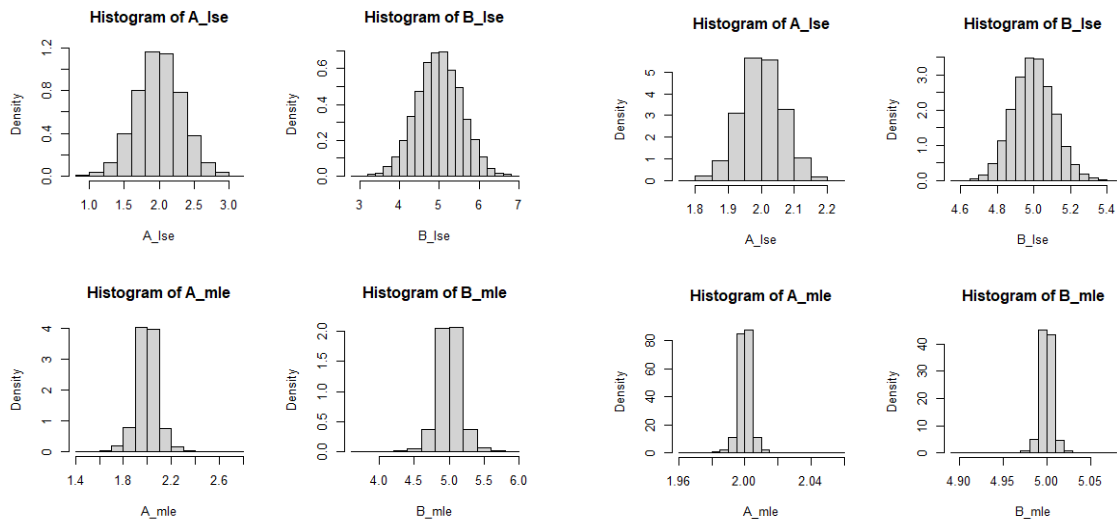 Histogram of A_lse
Density
0.0 0.4 0.8 1.2
1.0 1.5 2.0 2.5 3.0
A_lse
Histogram of B_lse
Density
0.0 0.2 0.4 0.6
3 4 5 6 7
B_lse
Histogram of A_lse
Density
0 1 2 3 4 5
1.8 1.9 2.0 2.1 2.2
A_lse
Histogram of B_lse
Density
0.0 1.0 2.0 3.0
4.6 4.8 5.0 5.2 5.4
B_lse
Histogram of A_mle
Density
0 1 2 3 4
1.4 1.8 2.2 2.6
A_mle
Histogram of B_mle
Density
0.0 0.5 1.0 1.5 2.0
4.0 4.5 5.0 5.5 6.0
B_mle
Histogram of A_mle
Density
0 20 40 60 80
1.96 2.00 2.04
A_mle
Histogram of B_mle
Density
0 10 20 30 40
4.90 4.95 5.00 5.05
B_mle